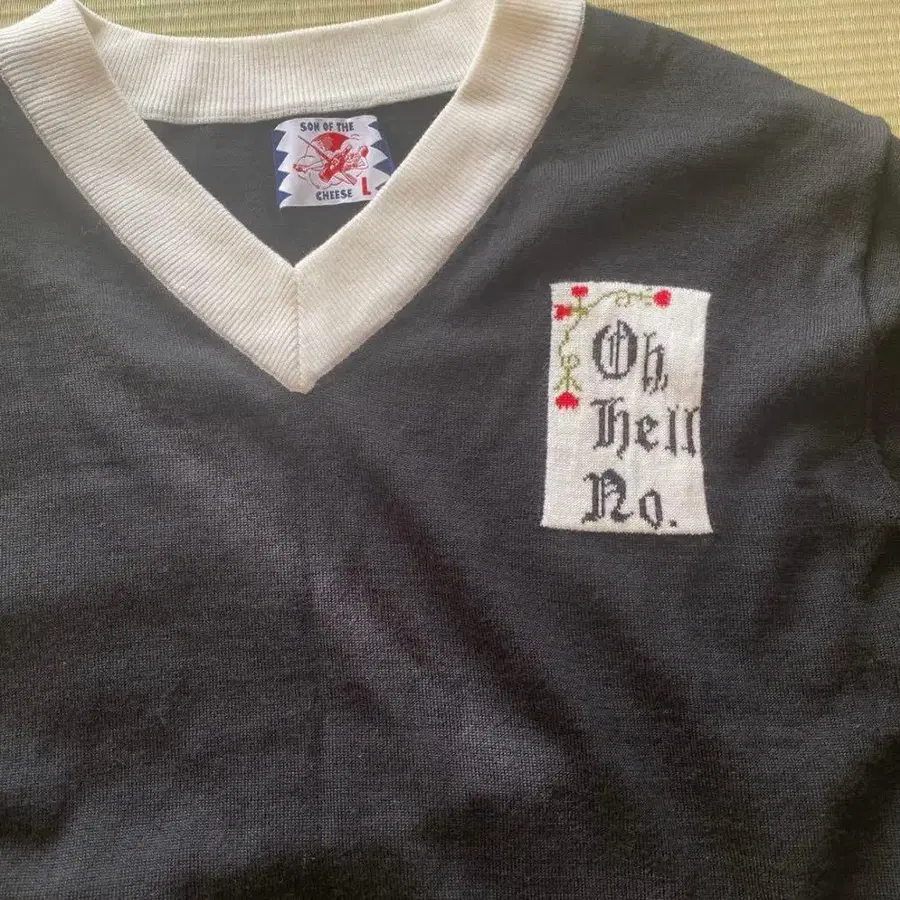 SON OF THE
CHEESE
L
Oh
hell
No.